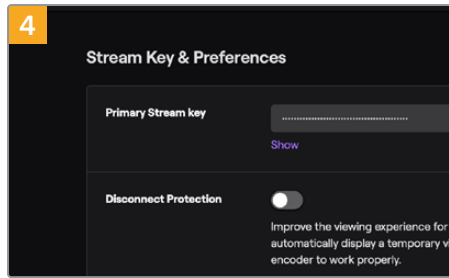 4
Stream Key & Preferences
Primary Stream key
Show
Disconnect Protection
Improve the viewing experience for
automatically display a temporary
encoder to work properly.